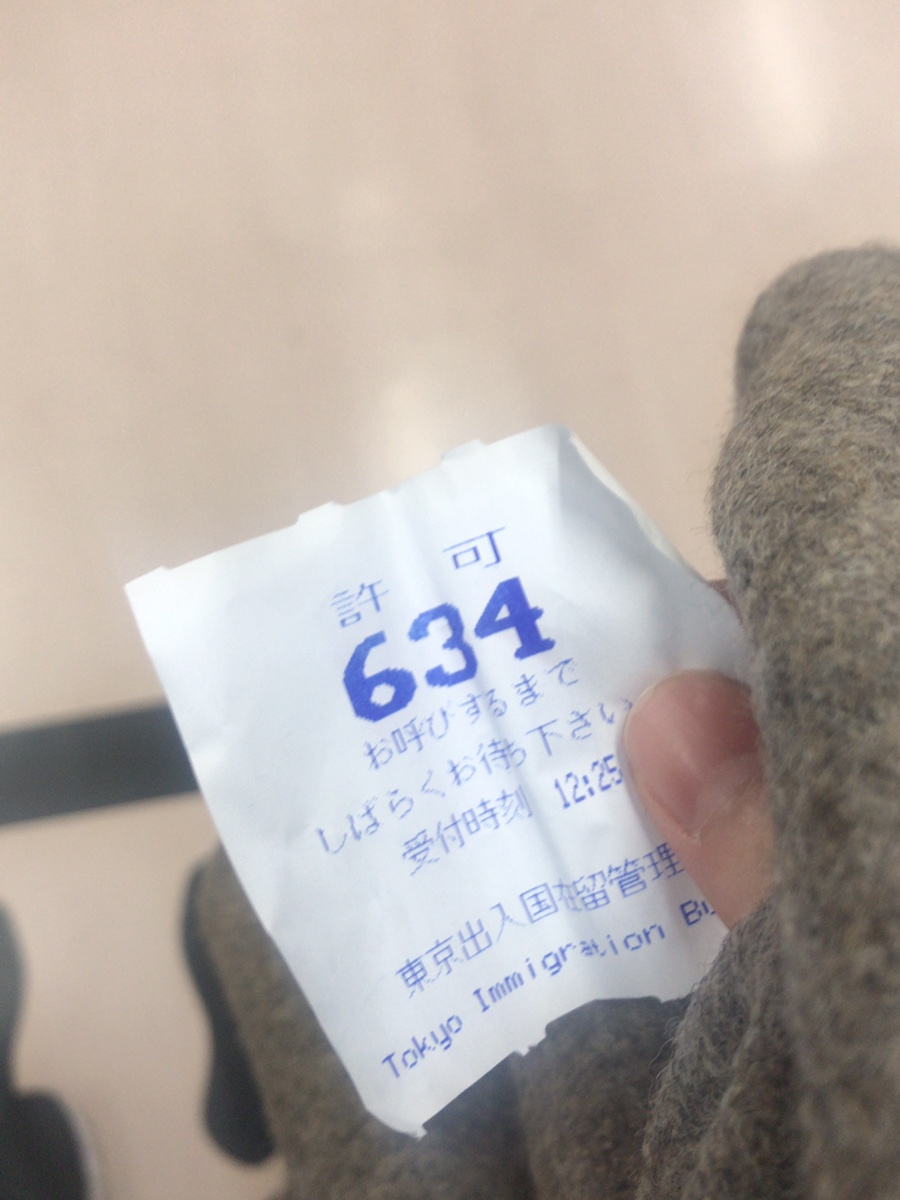 許可
634
お呼びするまで
しばらくお待ち下さい
受付時刻 12:25
東京出入国在留管理
Tokyo Immigration